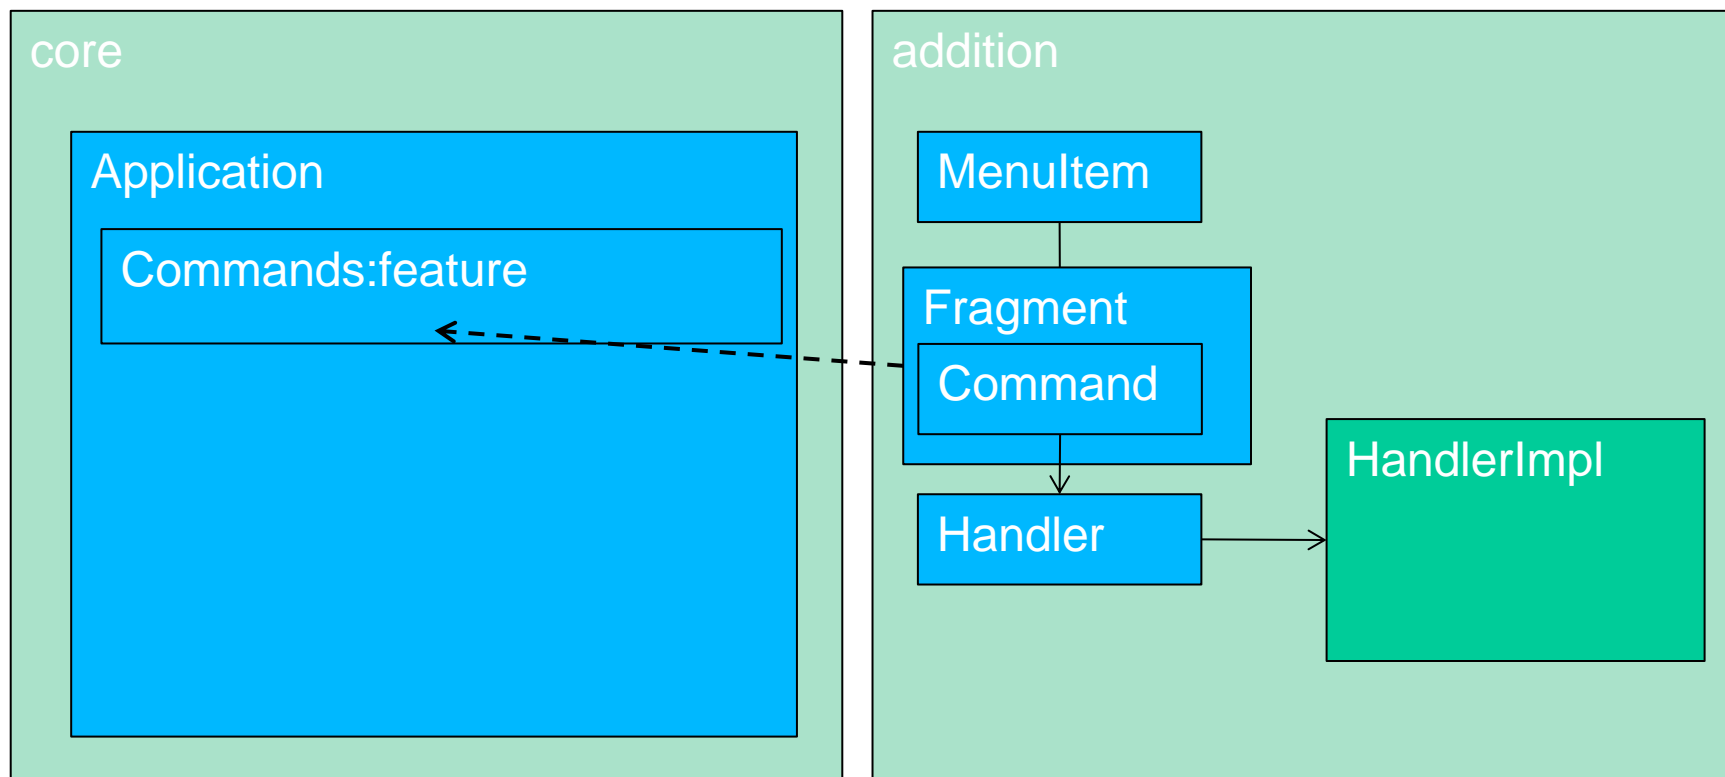 core
Application
Commands:feature
addition
MenuItem
Fragment
Command
Handler
HandlerImpl